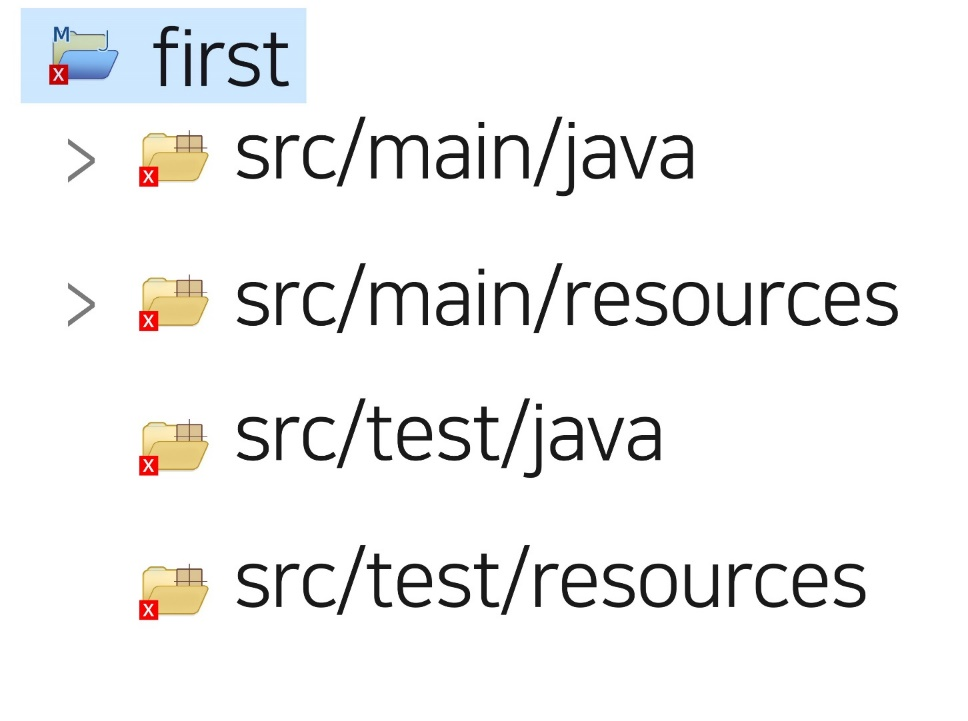 first
src/main/java
src/main/resources
src/test/java
src/test/resources